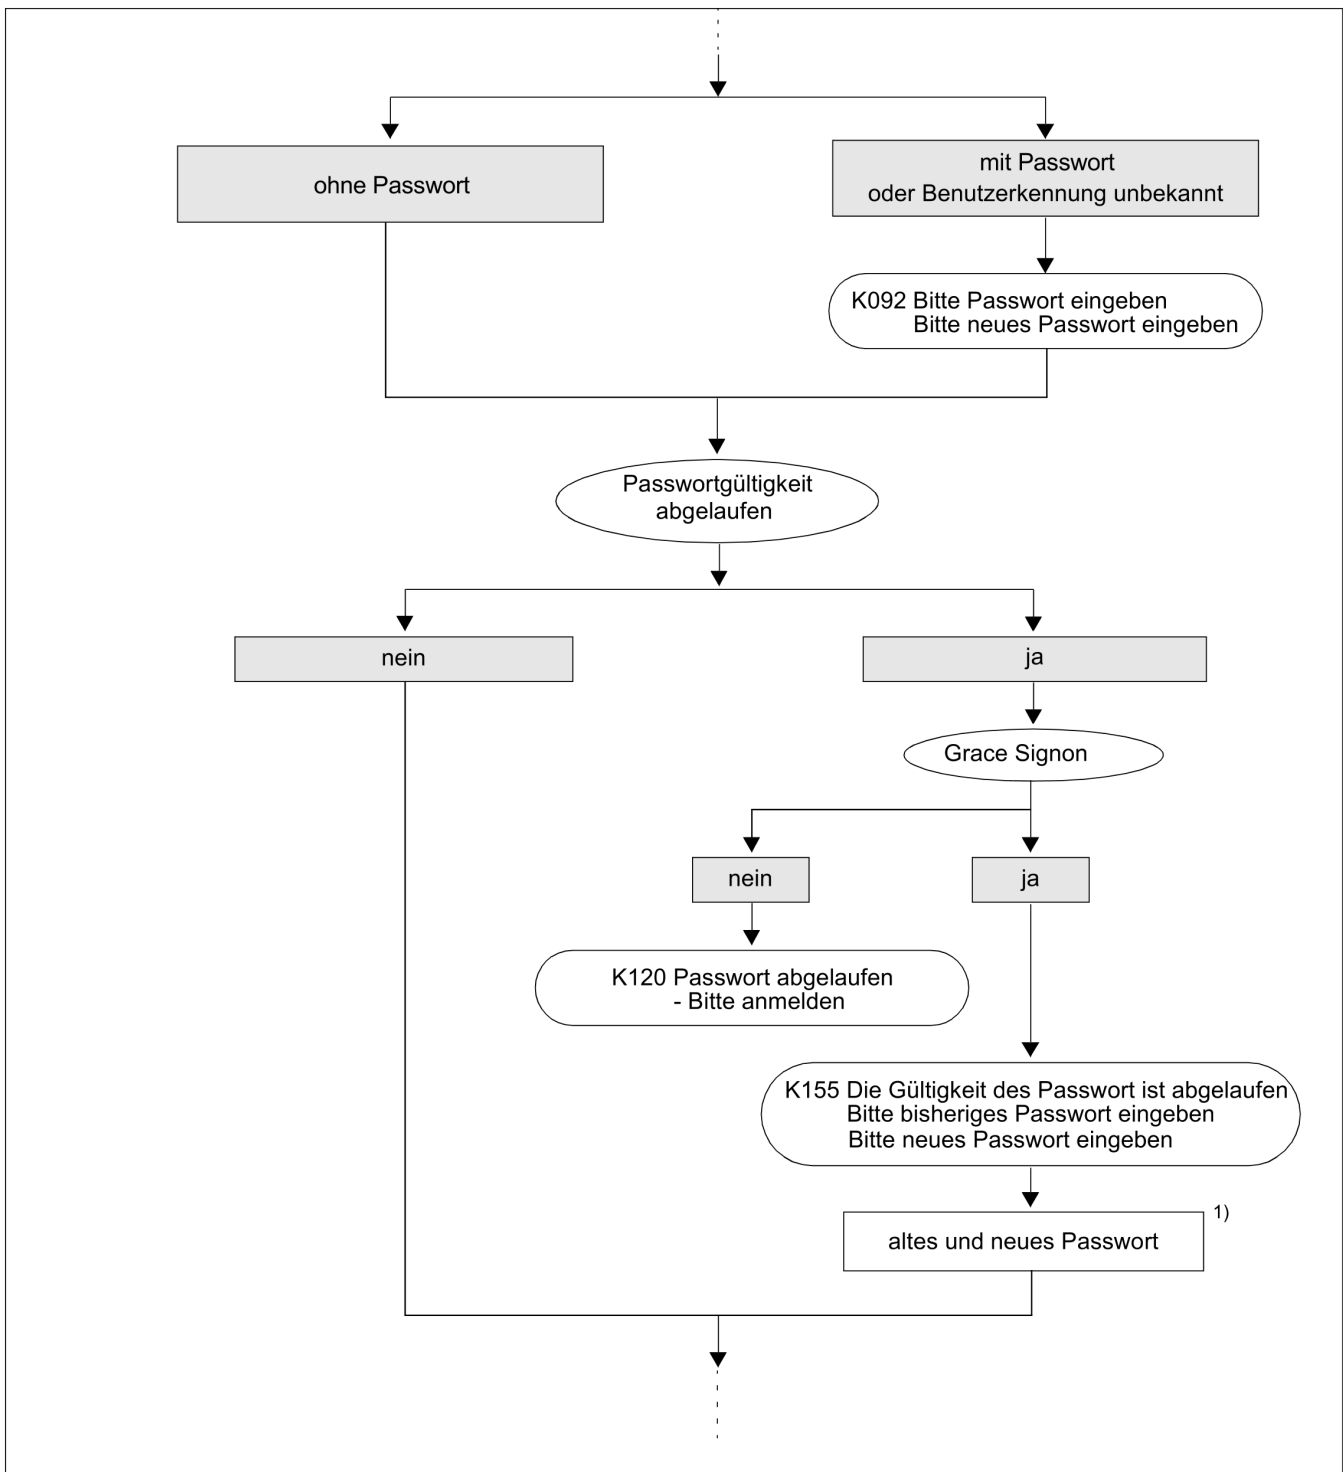 ohne Passwort
mit Passwort
oder Benutzerkennung unbekannt
K092 Bitte Passwort eingeben
Bitte neues Passwort eingeben
Passwortgültigkeit
abgelaufen
nein
ja
Grace Signon
nein
ja
K120 Passwort abgelaufen
- Bitte anmelden
K155 Die Gültigkeit des Passwort ist abgelaufen
Bitte bisheriges Passwort eingeben
Bitte neues Passwort eingeben
1)
altes und neues Passwort